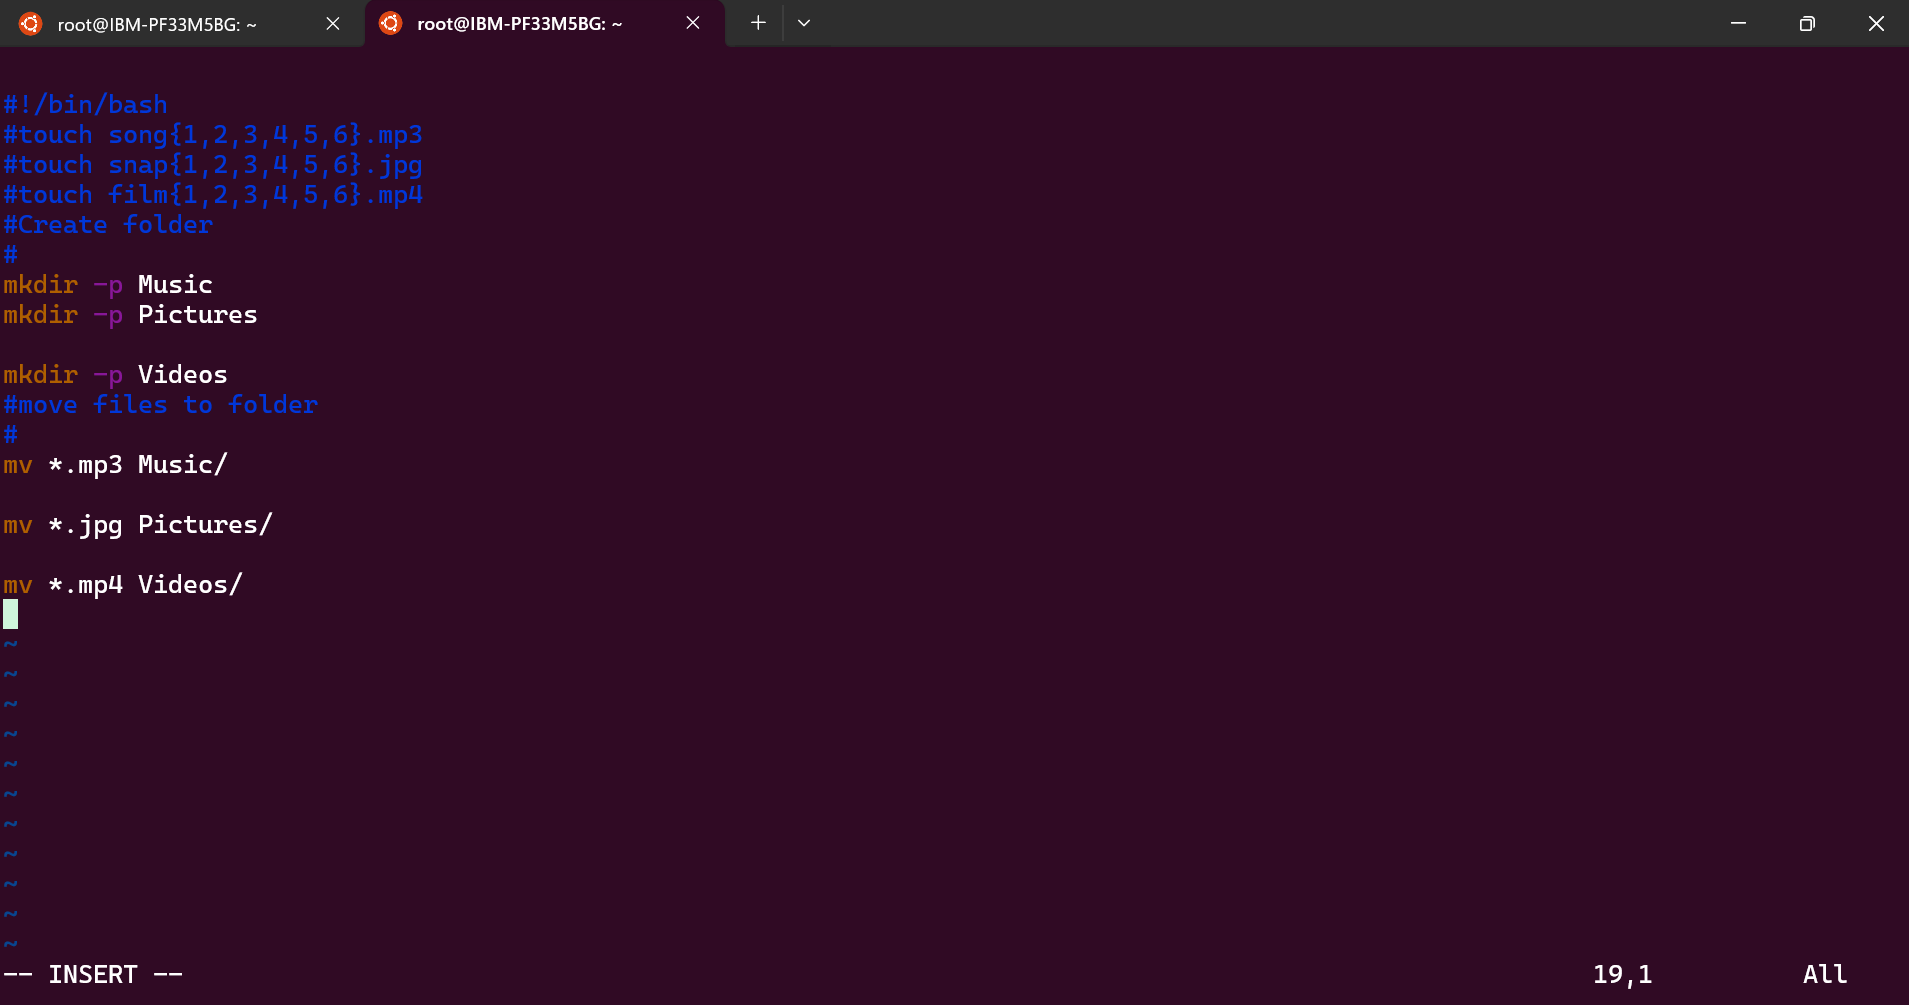 root@IBM-PF33M5BG: ~
root@IBM-PF33M5BG: ~
#!/bin/bash
#touch song{1,2,3,4,5,6}.mp3
#touch snap{1,2,3,4,5,6}.jpg
#touch film{1,2,3,4,5,6}.mp4
#Create folder
#
mkdir -p Music
mkdir -p Pictures
mkdir -p Videos
#move files to folder
#
mv *.mp3 Music/
mv *.jpg Pictures/
mv *.mp4 Videos/
~
~
~
~
~
~
~
~
~
~
~
-- INSERT --
19,1
All